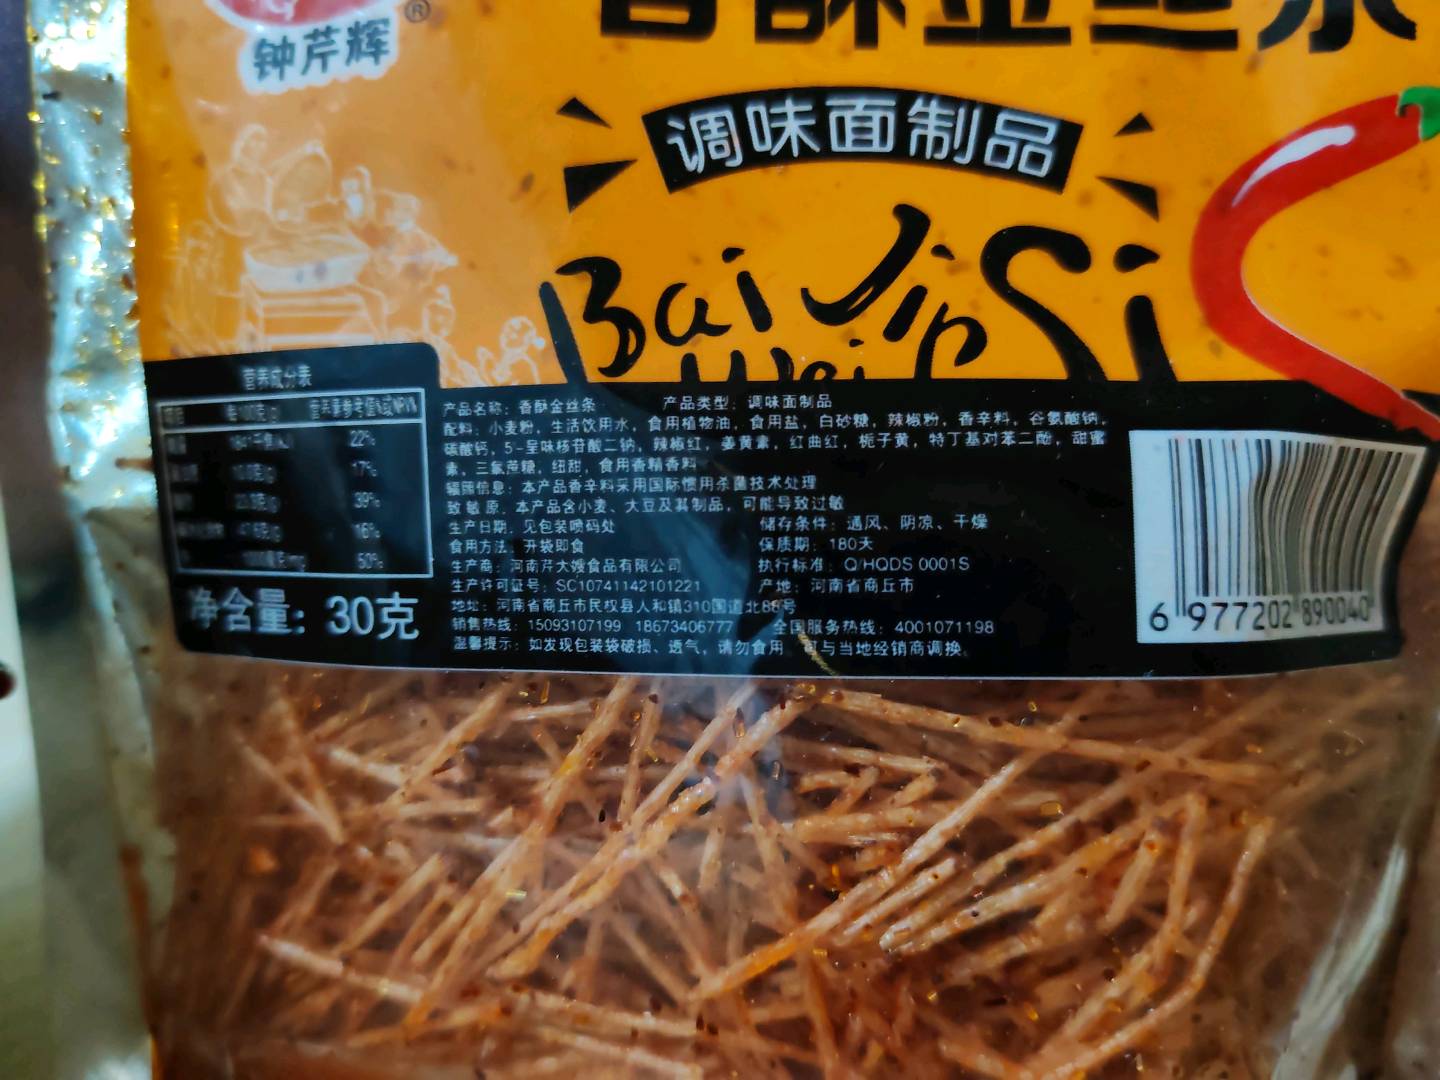 钟芹辉
®
香酥金丝条
调味面制品
Bai Jin Si
Wei
营养成分表
22%
17%
39%
16%
50%
净含量：30克
产品名称：香酥金丝条 产品类型：调味面制品
配料：小麦粉，生活饮用水，食用植物油，食用盐，白砂糖，辣椒粉，香辛料，谷氨酸钠，
碳酸钙，5-呈味核苷酸二钠，辣椒红，姜黄素，红曲红，栀子黄，特丁基对苯二酚，甜蜜
素，三氯蔗糖，纽甜，食用香精香料
辐照信息：本产品香辛料采用国际惯用杀菌技术处理
致敏原：本产品含小麦、大豆及其制品，可能导致过敏
生产日期：见包装喷码处 储存条件：通风、阴凉、干燥
食用方法：开袋即食 保质期：180天
生产商：河南芹大嫂食品有限公司 执行标准：Q/HQDS 0001S
生产许可证号：SC10741142101221 产地：河南省商丘市
地址：河南省商丘市民权县人和镇310国道北88号
销售热线：15093107199 18673406777 全国服务热线：4001071198
温馨提示：如发现包装袋破损、透气，请勿食用 可与当地经销商调换。
6 977202 890040